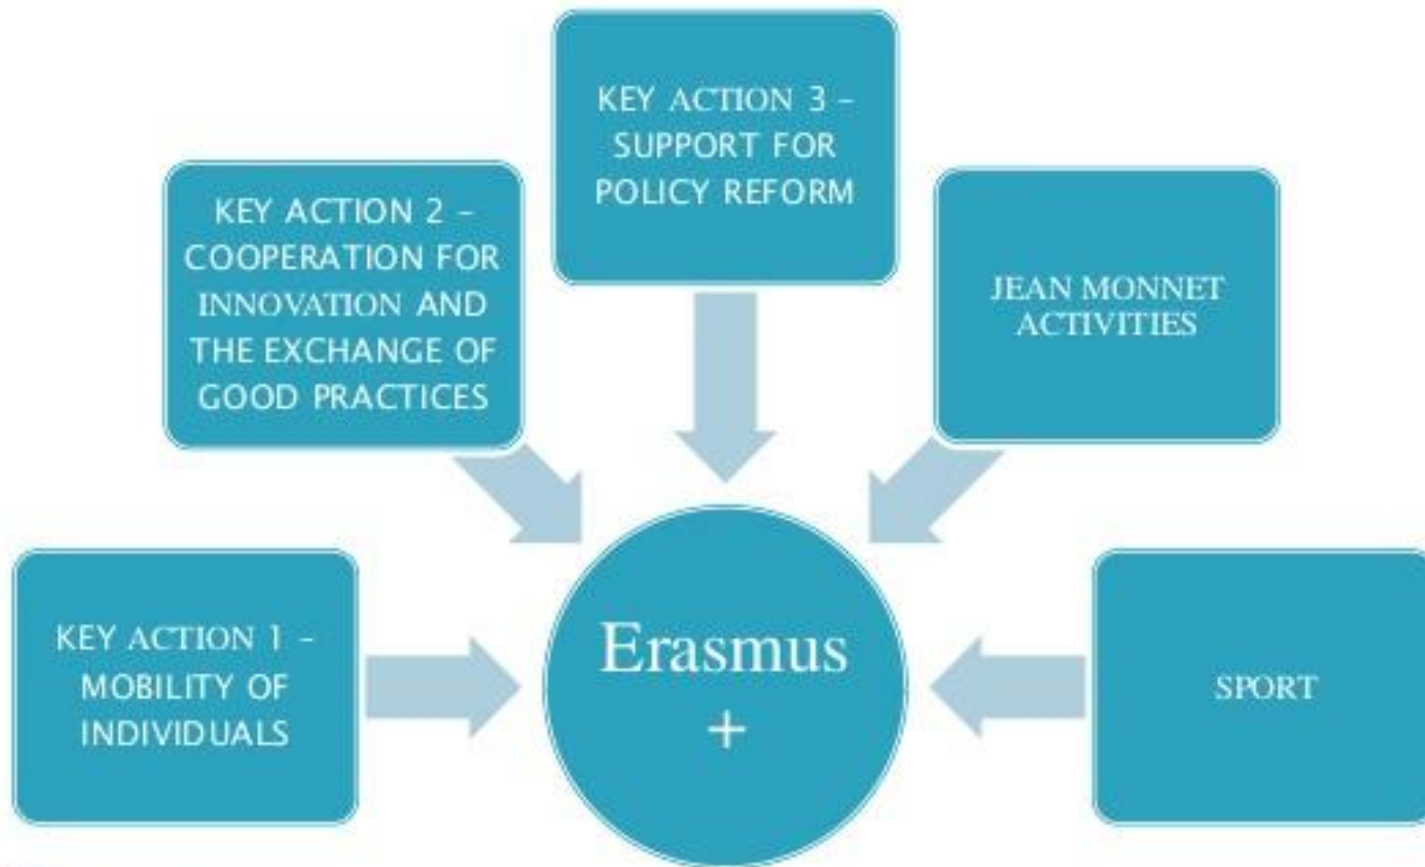 KEY ACTION 1 –
MOBILITY OF
INDIVIDUALS
KEY ACTION 2 –
COOPERATION FOR
INNOVATION AND
THE EXCHANGE OF
GOOD PRACTICES
KEY ACTION 3 –
SUPPORT FOR
POLICY REFORM
JEAN MONNET
ACTIVITIES
SPORT
Erasmus
+